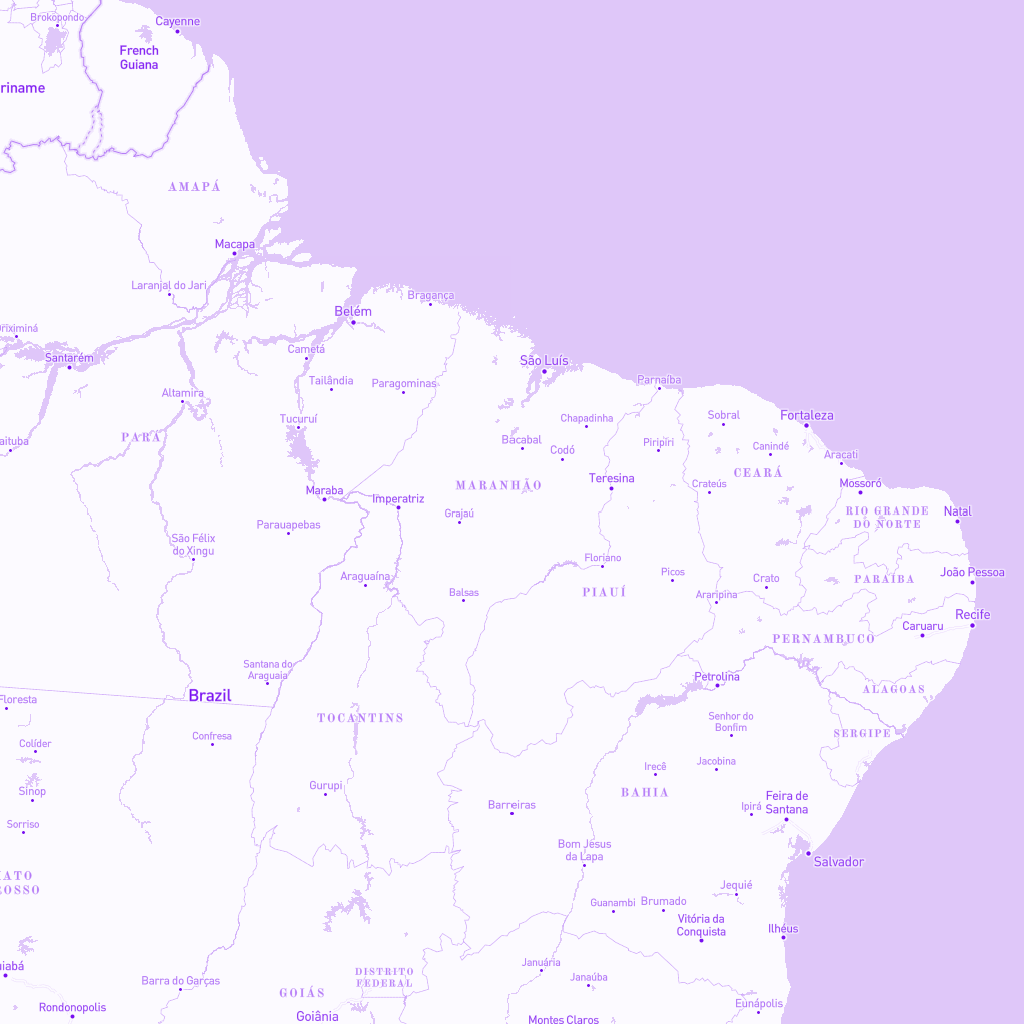 Brokopondo
Cayenne
French
Guiana
riname
AMAPÁ
Macapa
Laranjal do Jari
Bragança
Belém
Oriximiná
Santarém
Cametá
São Luís
Tailândia
Paragominas
Parnaíba
Altamira
Tucuruí
Chapadinha
Sobral
Fortaleza
aituba
PARÁ
Bacabal
Codó
Piripiri
Canindé
Aracati
CEARÁ
Maraba
Imperatriz
MARANHÃO
Teresina
Crateús
Mossoró
Grajaú
RIO GRANDE
DO NORTE
Natal
Parauapebas
São Félix
do Xingu
Floriano
Araguaína
Picos
Crato
PARAÍBA
João Pessoa
Balsas
PIAUÍ
Araripina
Recife
Caruaru
PERNAMBUCO
Santana do
Araguaia
Petrolina
Brazil
ALAGOAS
Floresta
TOCANTINS
Senhor do
Bonfim
SERGIPE
Colíder
Confresa
Irecê
Jacobina
Sinop
Gurupi
BAHIA
Barreiras
Feira de
Santana
Ipirá
Sorriso
Bom Jesus
da Lapa
Salvador
ATO
ROSSO
Jequié
Guanambi
Brumado
Vitória da
Conquista
Ilhéus
iabá
Januária
DISTRITO
FEDERAL
Barra do Garças
Janaúba
GOIÁS
Eunápolis
Rondonopolis
Goiânia
Montes Claros